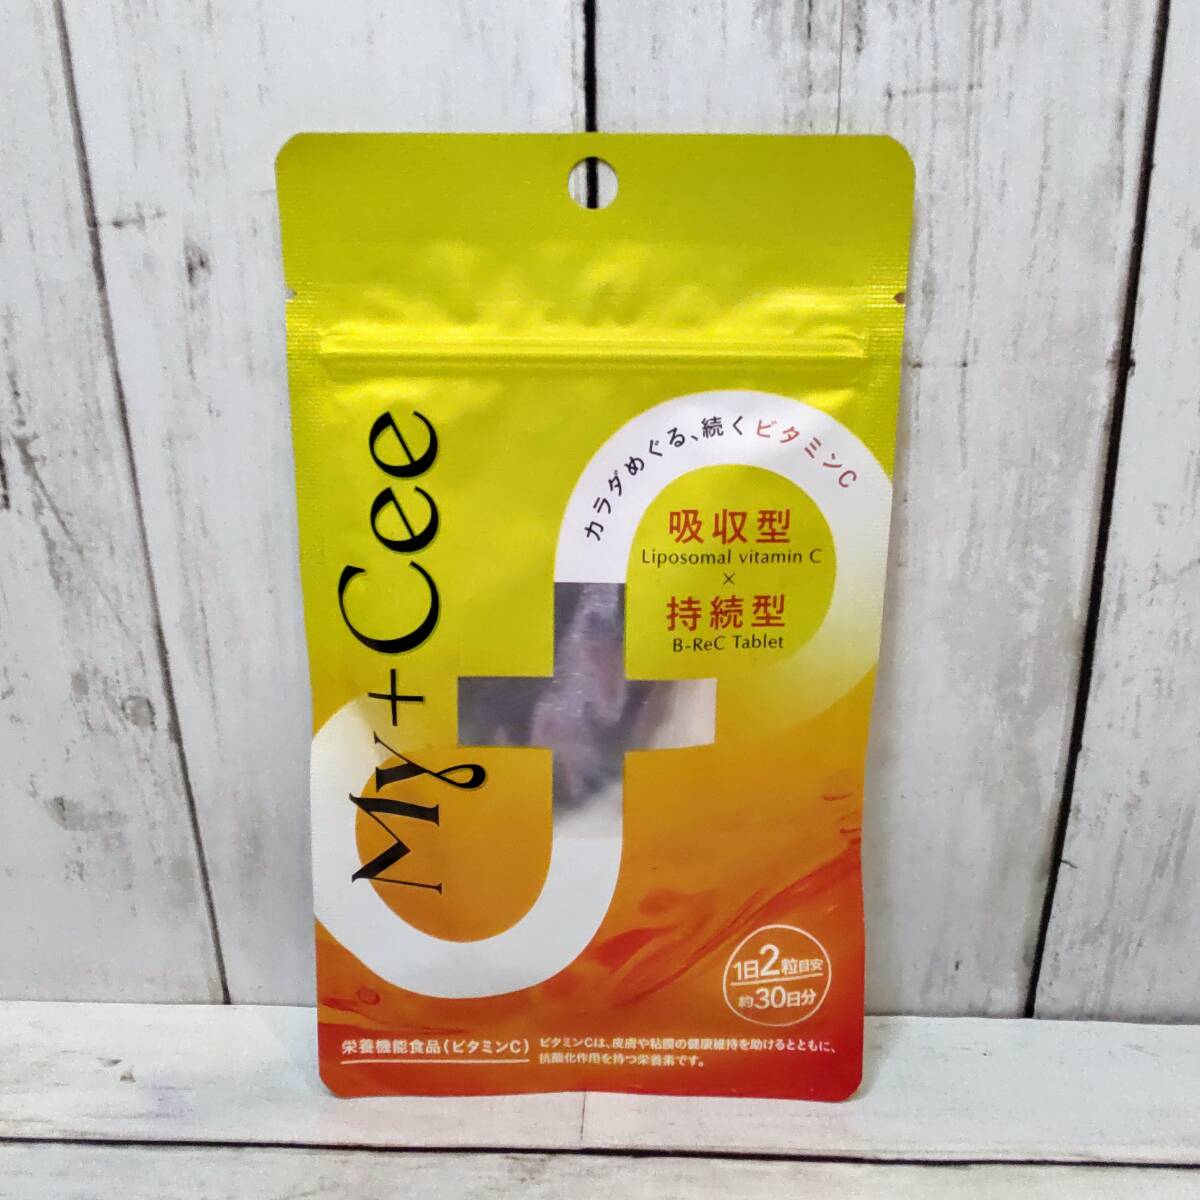 My+Cee
カラダめぐる、続くビタミンC
吸収型
Liposomal vitamin C
×
持続型
B-ReC Tablet
1日2粒目安
約30日分
栄養機能食品(ビタミンC)
ビタミンCは、皮膚や粘膜の健康維持を助けるとともに、
抗酸化作用を持つ栄養素です。